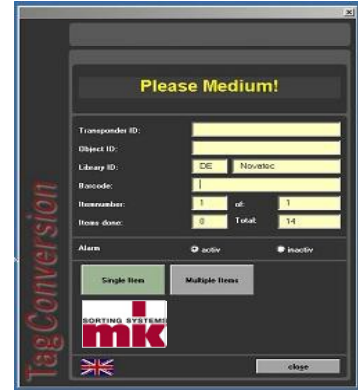 Please Medium!
Transponder ID:
Object ID:
Library ID: DE Novatec
Barcode:
Itemnumber: 1 of: 1
Items done: 0 Total: 14
Alarm activ inactiv
Single Item Multiple Items
SORTING SYSTEMS
mk
close
TagConversion